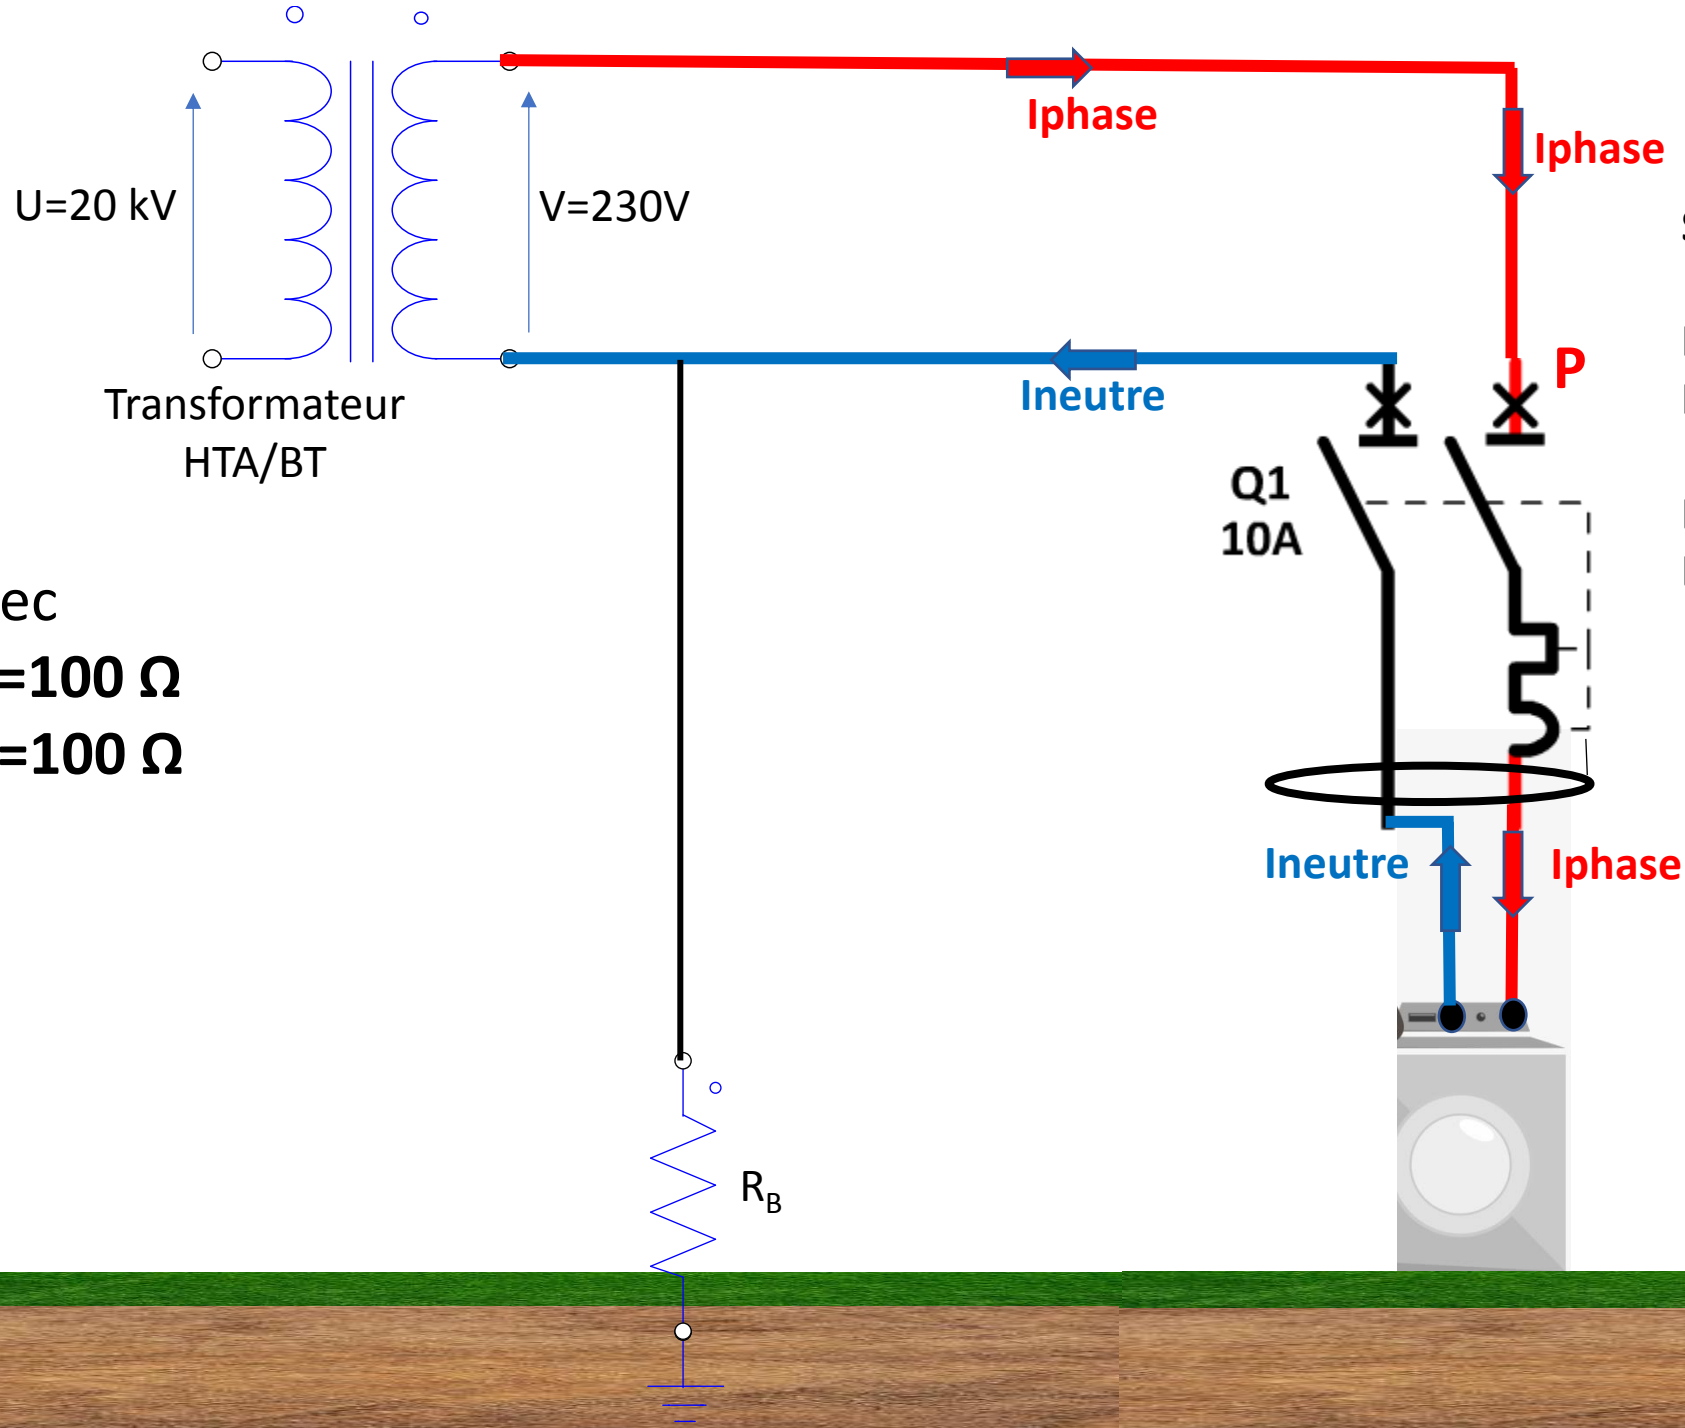 Iphase
Iphase
U=20 kV
V=230V
P
Ineutre
Transformateur
HTA/BT
Q1
10A
ec
=100 Ω
=100 Ω
Ineutre
Iphase
RB